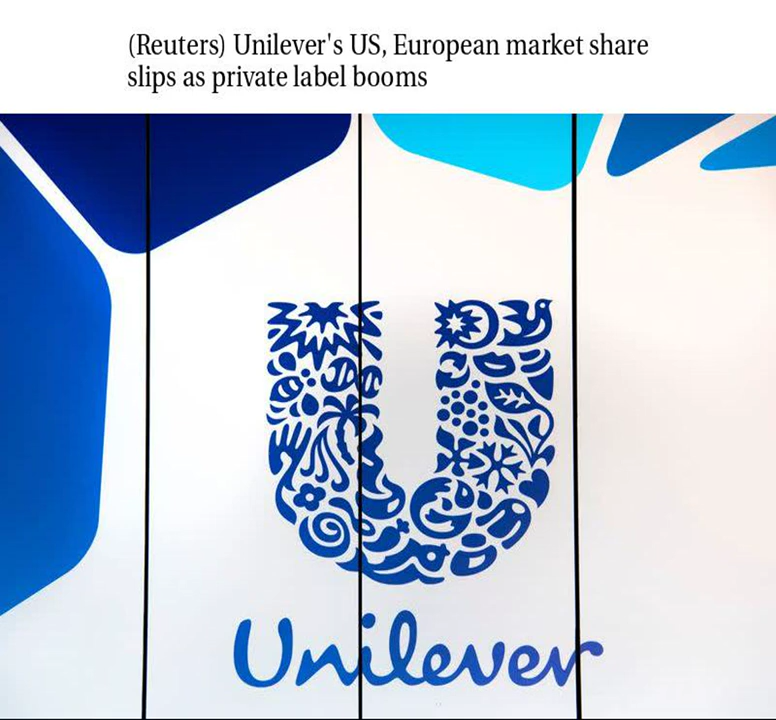 (Reuters) Unilever's US, European market share
slips as private label booms
Unilever